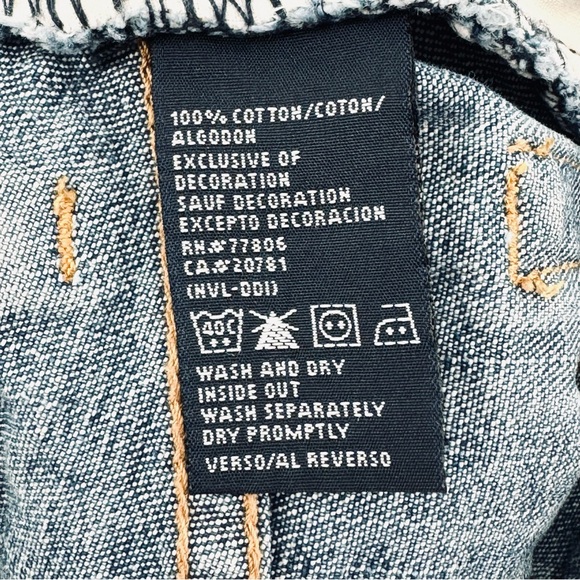 100% COTTON/COTON/
ALGODON
EXCLUSIVE OF
DECORATION
SAUF DECORATION
EXCEPTO DECORACION
RN#77806
CA#20781
(NVL-DDI)
40C
WASH AND DRY
INSIDE OUT
WASH SEPARATELY
DRY PROMPTLY
VERSO/AL REVERSO